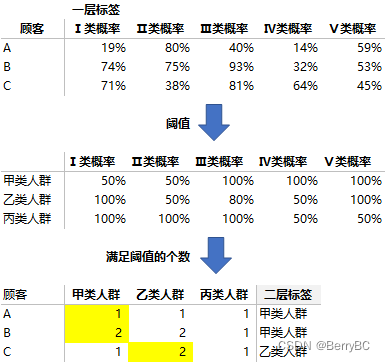 一层标签
顾客 Ⅰ类概率 Ⅱ类概率 Ⅲ类概率 Ⅳ类概率 Ⅴ类概率
A 19% 80% 40% 14% 59%
B 74% 75% 93% 32% 53%
C 71% 38% 81% 64% 45%
阈值
Ⅰ类概率 Ⅱ类概率 Ⅲ类概率 Ⅳ类概率 Ⅴ类概率
甲类人群 50% 50% 100% 100% 100%
乙类人群 100% 50% 80% 50% 100%
丙类人群 100% 100% 100% 50% 50%
满足阈值的个数
顾客 甲类人群 乙类人群 丙类人群 二层标签
A 1 1 1 甲类人群
B 2 2 1 甲类人群
C 1 2 1 乙类人群
CSDN @BerryBC